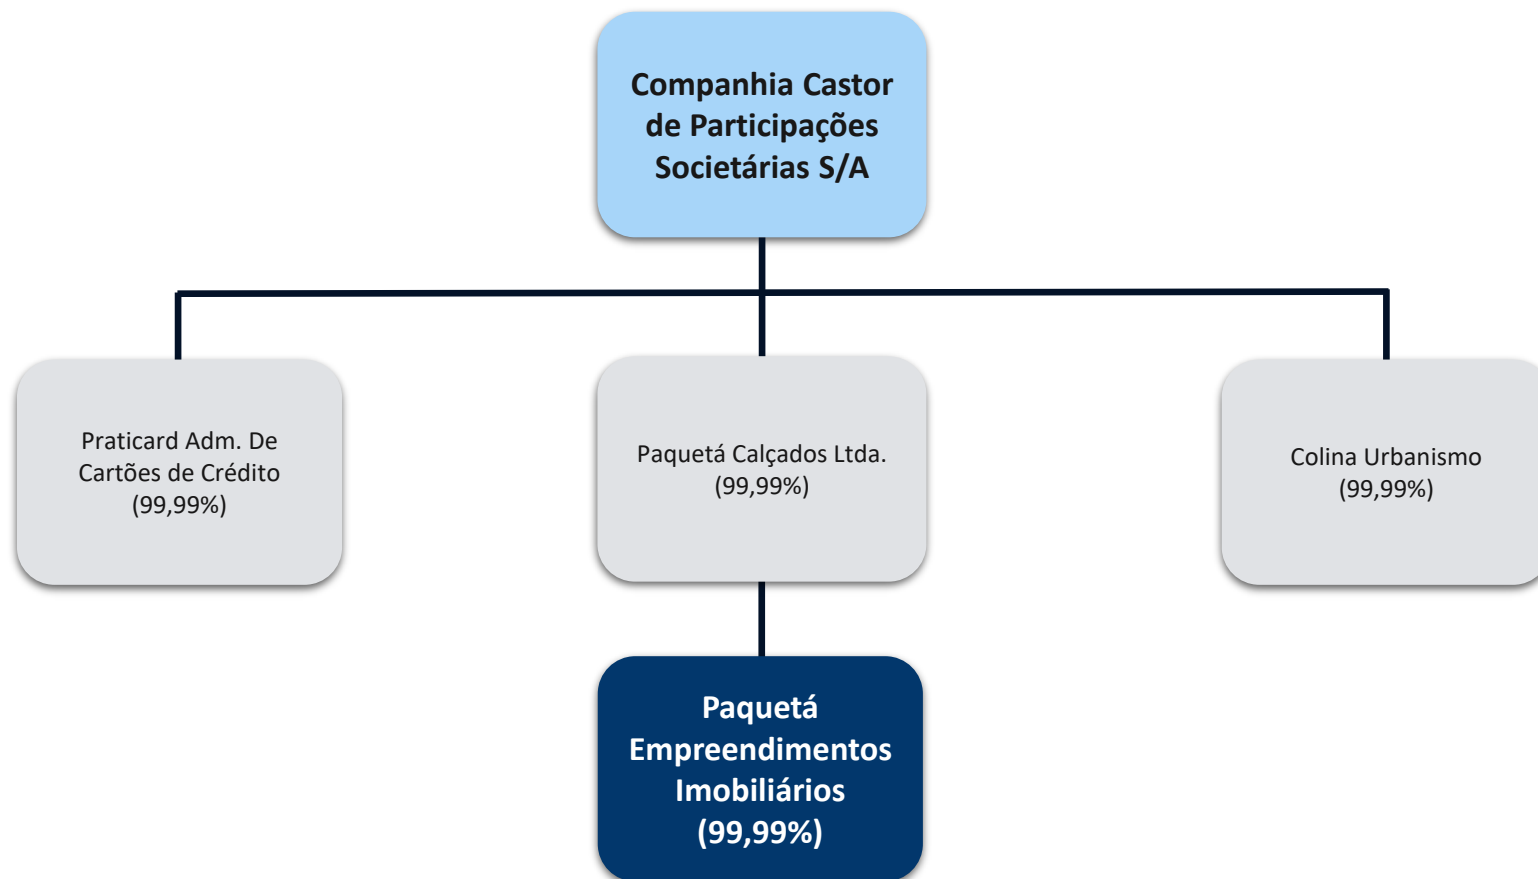 Companhia Castor
de Participações
Societárias S/A
Praticard Adm. De
Cartões de Crédito
(99,99%)
Paquetá Calçados Ltda.
(99,99%)
Colina Urbanismo
(99,99%)
Paquetá
Empreendimentos
Imobiliários
(99,99%)